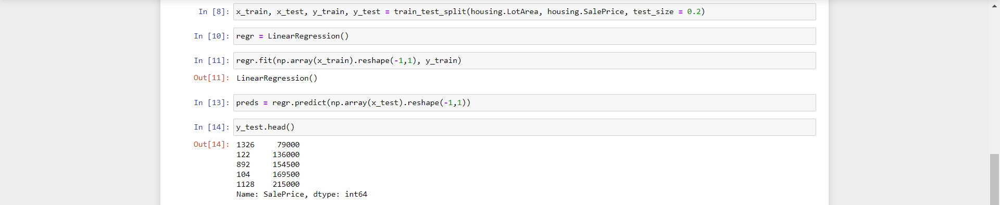 In [8]: x_train, x_test, y_train, y_test = train_test_split(housing.LotArea, housing.SalePrice, test_size = 0.2)
In [10]: regr = LinearRegression()
In [11]: regr.fit(np.array(x_train).reshape(-1,1), y_train)
Out[11]: LinearRegression()
In [13]: preds = regr.predict(np.array(x_test).reshape(-1,1))
In [14]: y_test.head()
Out[14]: 1326     79000
122     136000
892     154500
104     169500
1128    215000
Name: SalePrice, dtype: int64